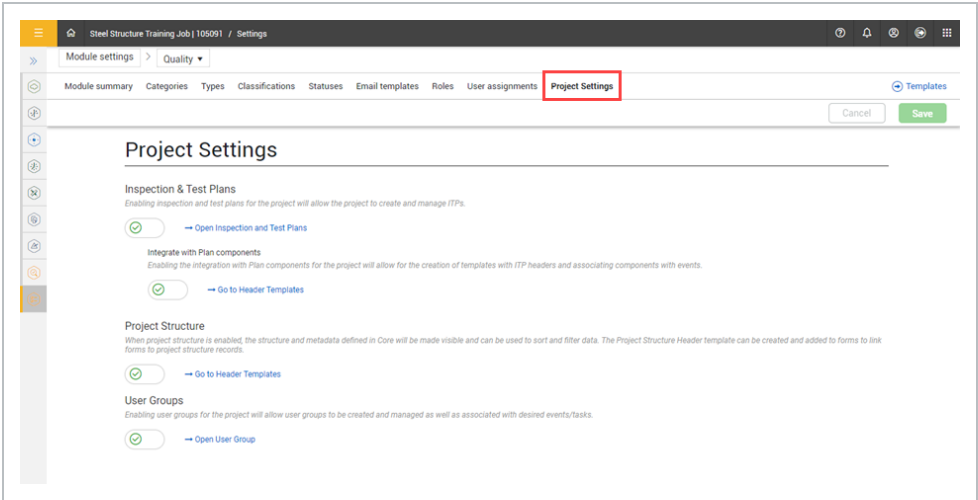 Steel Structure Training Job | 105091 / Settings
Module settings > Quality ▾
Module summary Categories Types Classifications Statuses Email templates Roles User assignments Project Settings Templates
Cancel Save
Project Settings
Inspection & Test Plans
Enabling inspection and test plans for the project will allow the project to create and manage ITPs.
→ Open Inspection and Test Plans
Integrate with Plan components
Enabling the integration with Plan components for the project will allow for the creation of templates with ITP headers and associating components with events.
→ Go to Header Templates
Project Structure
When project structure is enabled, the structure and metadata defined in Core will be made visible and can be used to sort and filter data. The Project Structure Header template can be created and added to forms to link
forms to project structure records.
→ Go to Header Templates
User Groups
Enabling user groups for the project will allow user groups to be created and managed as well as associated with desired events/tasks.
→ Open User Group